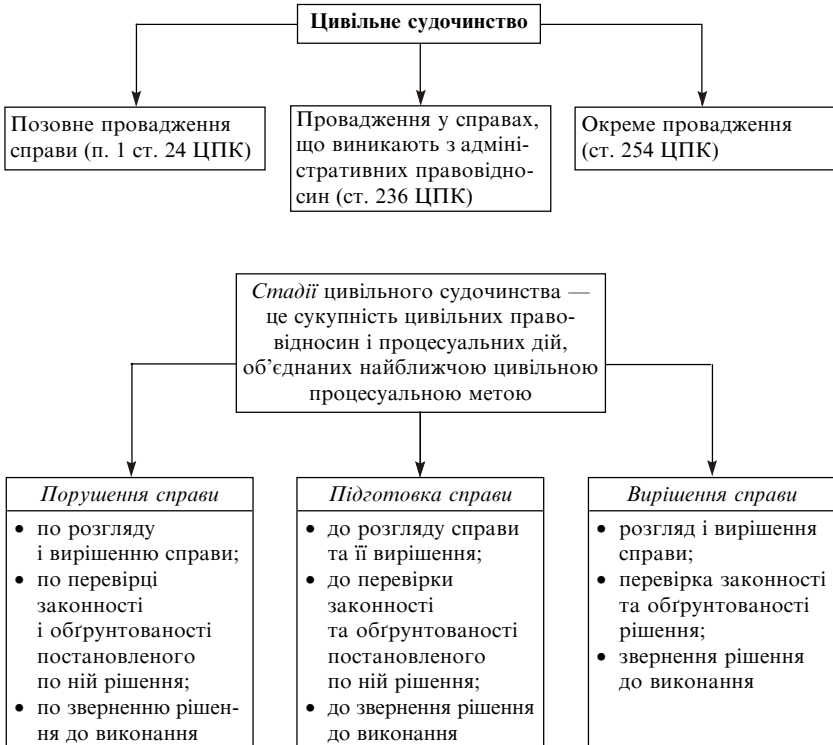 Цивільне судочинство
Позовне провадження
справи (п. 1 ст. 24 ЦПК)
Провадження у справах,
що виникають з адміні-
стративних правовідно-
син (ст. 236 ЦПК)
Окреме провадження
(ст. 254 ЦПК)
Стадії цивільного судочинства —
це сукупність цивільних право-
відносин і процесуальних дій,
об’єднаних найближчою цивільною
процесуальною метою
Порушення справи
• по розгляду
і вирішенню справи;
• по перевірці
законності
і обґрунтованості
постановленого
по ній рішення;
• по зверненню рішен-
ня до виконання
Підготовка справи
• до розгляду справи
та її вирішення;
• до перевірки
законності
та обґрунтованості
постановленого
по ній рішення;
• до звернення рішення
до виконання
Вирішення справи
• розгляд і вирішення
справи;
• перевірка законності
та обґрунтованості
рішення;
• звернення рішення
до виконання